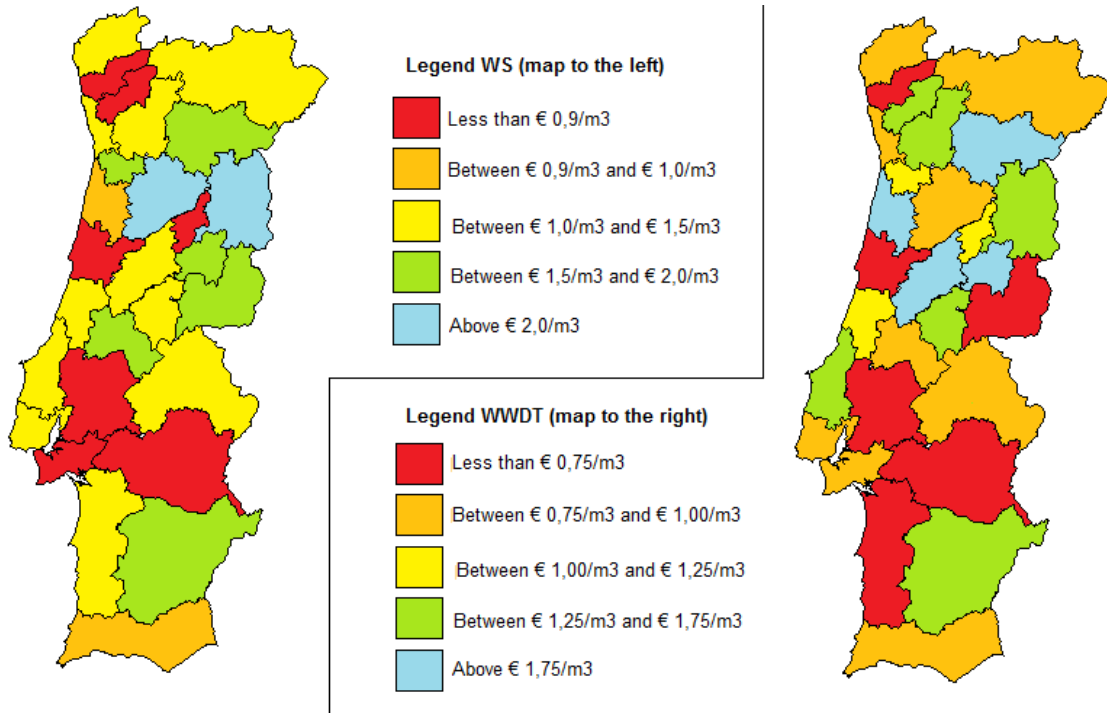 Legend WS (map to the left)
Less than € 0,9/m3
Between € 0,9/m3 and € 1,0/m3
Between € 1,0/m3 and € 1,5/m3
Between € 1,5/m3 and € 2,0/m3
Above € 2,0/m3
Legend WWDT (map to the right)
Less than € 0,75/m3
Between € 0,75/m3 and € 1,00/m3
Between € 1,00/m3 and € 1,25/m3
Between € 1,25/m3 and € 1,75/m3
Above € 1,75/m3